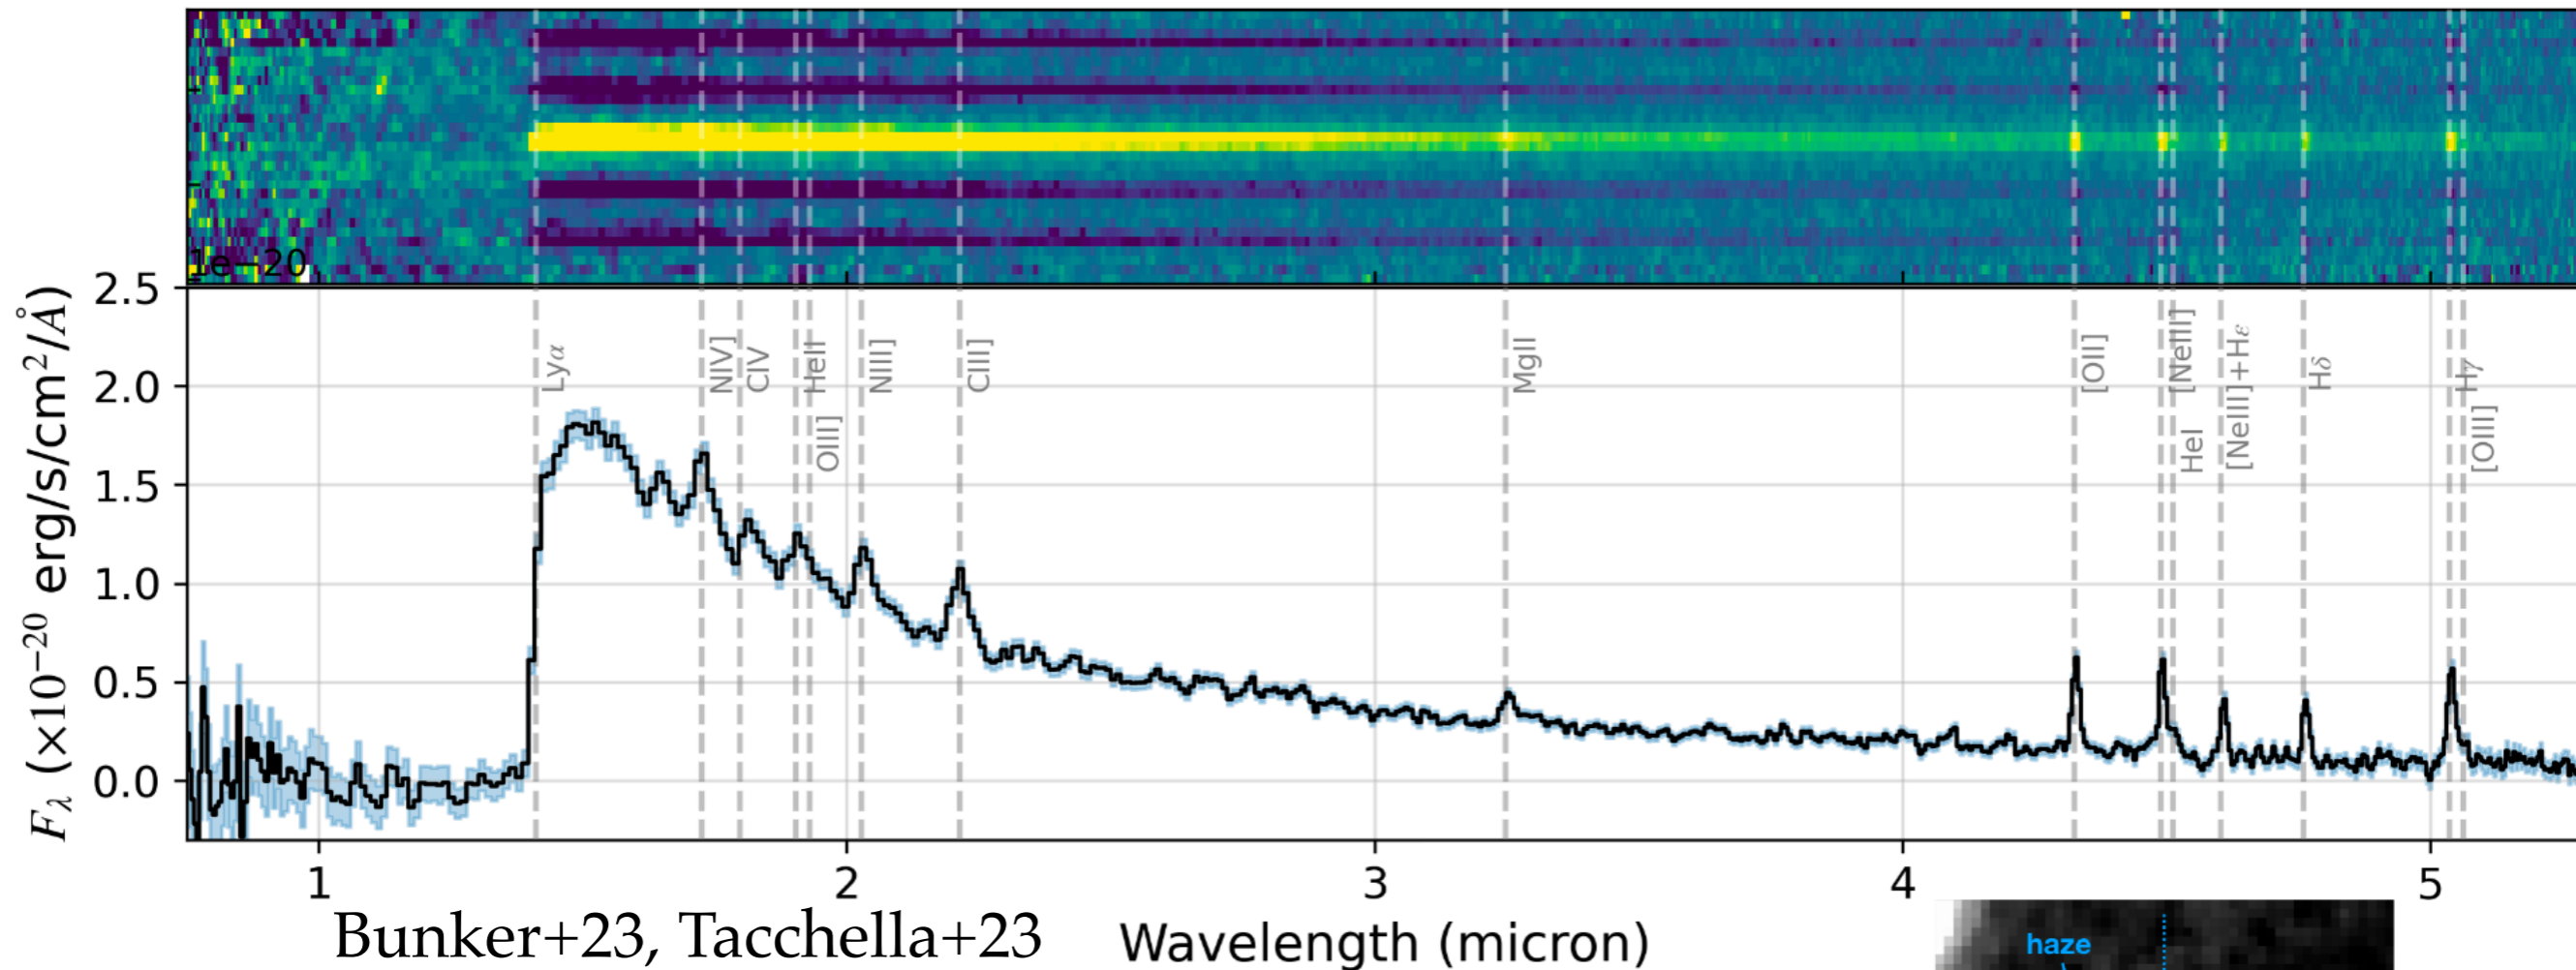 1e−20
2.5
2.0
1.5
1.0
0.5
0.0
F_λ (×10⁻²⁰ erg/s/cm²/Å)
Lyα
NIV]
CIV
HeII
OIII]
NIII]
CIII]
MgII
[OII]
[NeIII]
HeI
[NeIII]+Hε
Hδ
Hγ
[OIII]
1 2 3 4 5
Wavelength (micron)
Bunker+23, Tacchella+23
haze